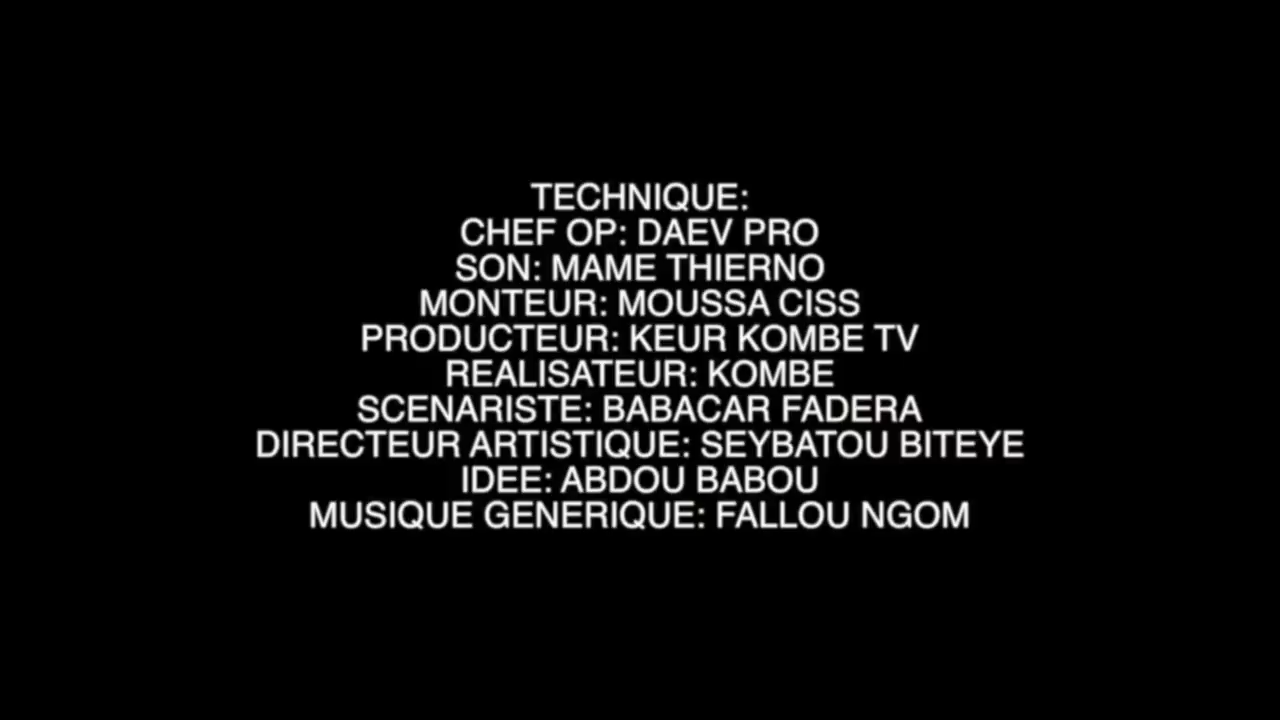 TECHNIQUE:
CHEF OP: DAEV PRO
SON: MAME THIERNO
MONTEUR: MOUSSA CISS
PRODUCTEUR: KEUR KOMBE TV
REALISATEUR: KOMBE
SCENARISTE: BABACAR FADERA
DIRECTEUR ARTISTIQUE: SEYBATOU BITEYE
IDEE: ABDOU BABOU
MUSIQUE GENERIQUE: FALLOU NGOM